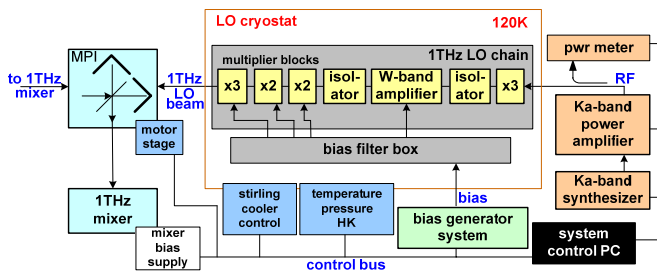 LO cryostat
120K
MPI
1THz LO chain
multiplier blocks
pwr meter
to 1THz
mixer
1THz
LO
beam
x3
x2
x2
isol-
ator
W-band
amplifier
isol-
ator
x3
RF
Ka-band
power
amplifier
motor
stage
bias filter box
Ka-band
synthesizer
1THz
mixer
stirling
cooler
control
temperature
pressure
HK
bias
bias generator
system
mixer
bias
supply
system
control PC
control bus